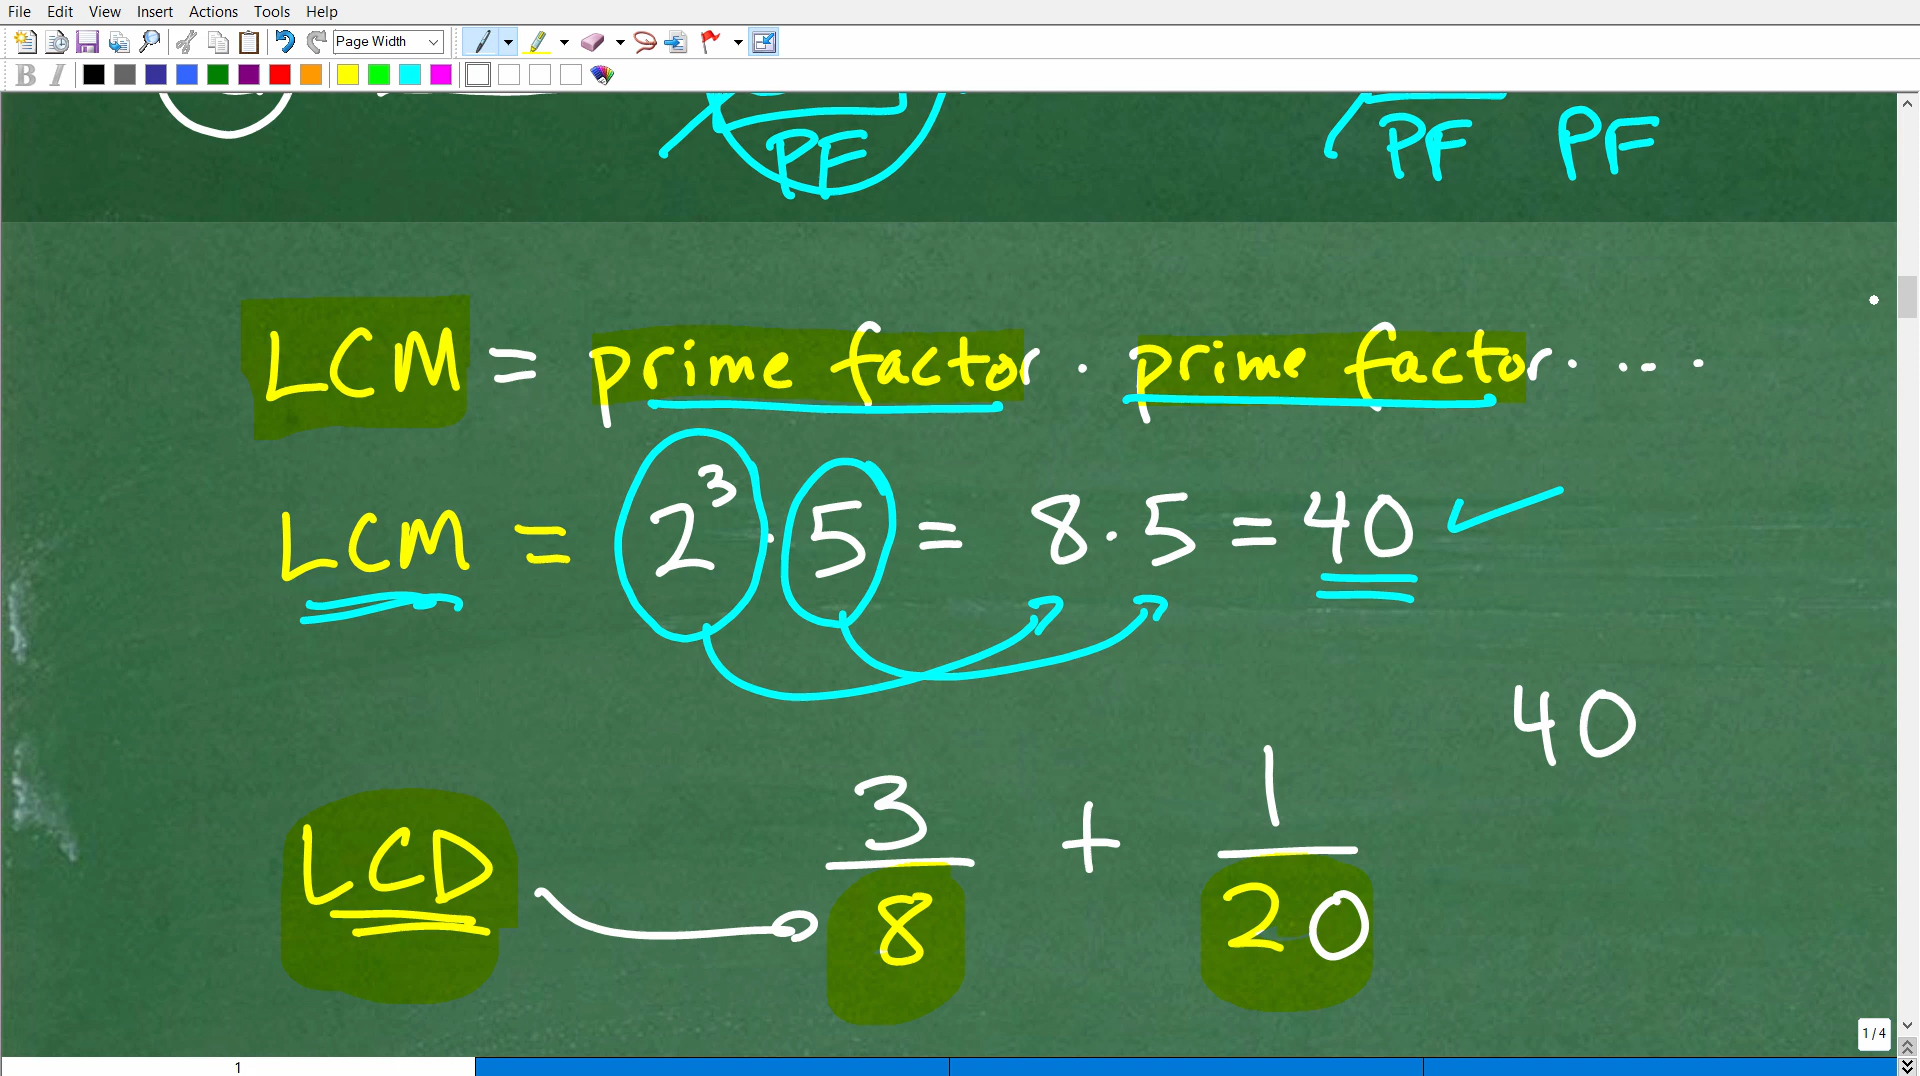 File Edit View Insert Actions Tools Help
Page Width
B I
PF PF PF
LCM = prime factor · prime factor · ...
LCM = 2³ · 5 = 8 · 5 = 40 ✓
40
LCD 3/8 + 1/20
1 / 4
1